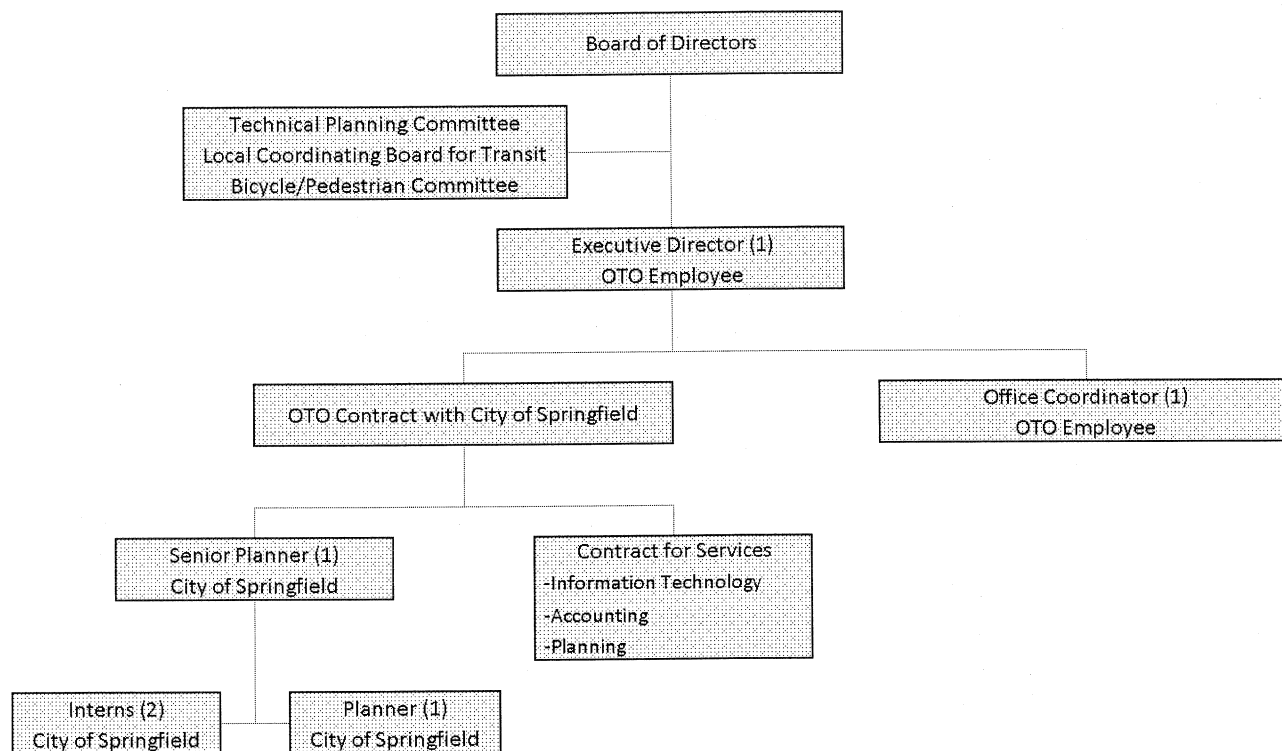 Board of Directors
Technical Planning Committee
Local Coordinating Board for Transit
Bicycle/Pedestrian Committee
Executive Director (1)
OTO Employee
OTO Contract with City of Springfield
Office Coordinator (1)
OTO Employee
Senior Planner (1)
City of Springfield
Contract for Services
-Information Technology
-Accounting
-Planning
Interns (2)
City of Springfield
Planner (1)
City of Springfield